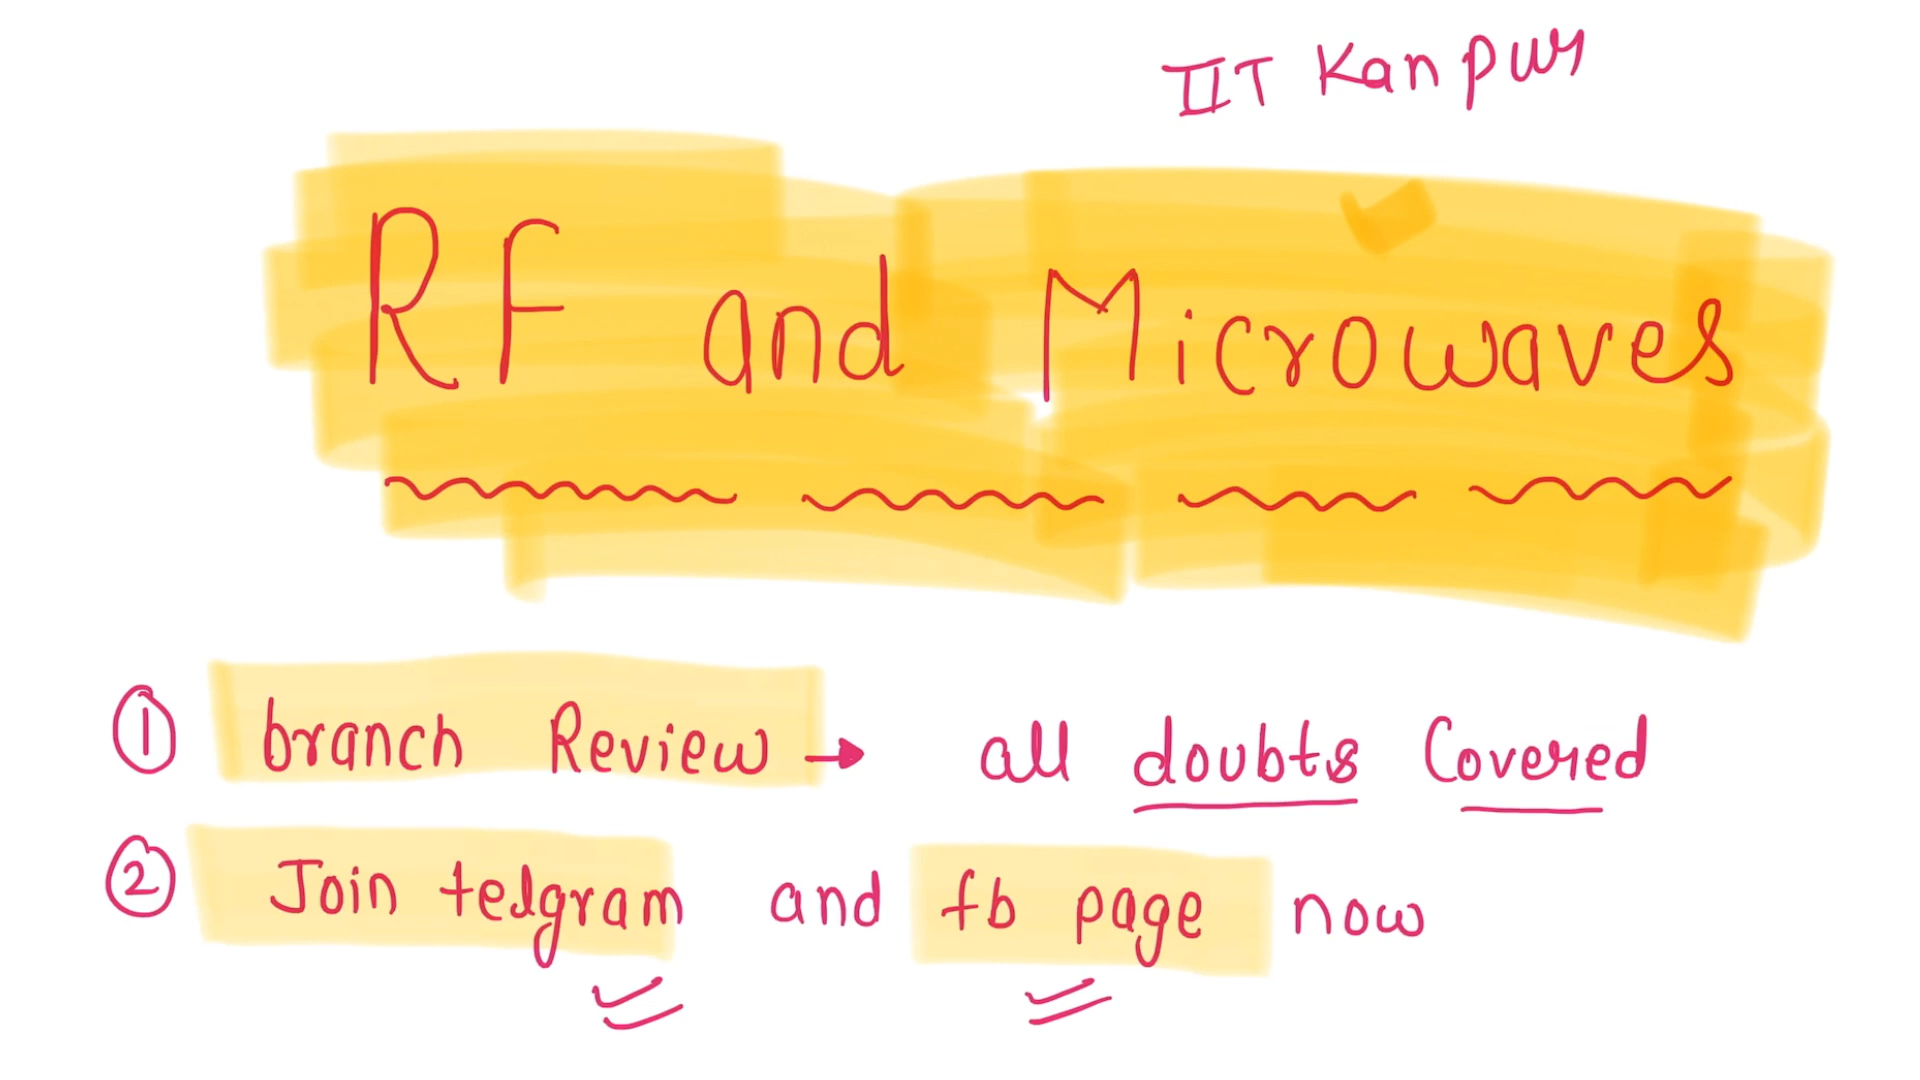 IIT Kanpur
RF and Microwaves
① branch Review → all doubts Covered
② Join telgram and fb page now